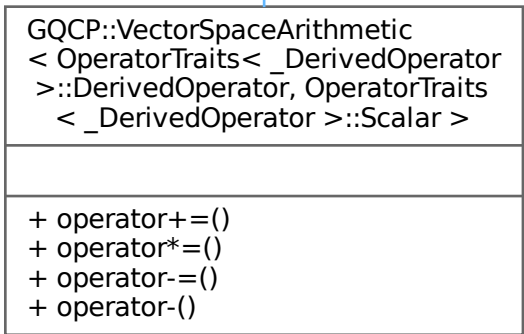 GQCP::VectorSpaceArithmetic
< OperatorTraits< _DerivedOperator
>::DerivedOperator, OperatorTraits
< _DerivedOperator >::Scalar >
+ operator+=()
+ operator*=()
+ operator-=()
+ operator-()